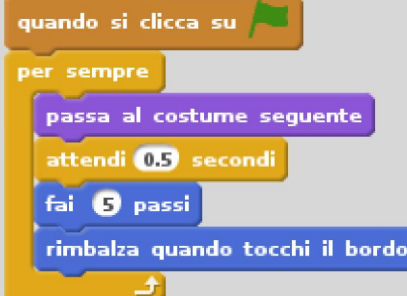 quando si clicca su
per sempre
passa al costume seguente
attendi 0.5 secondi
fai 5 passi
rimbalza quando tocchi il bordo